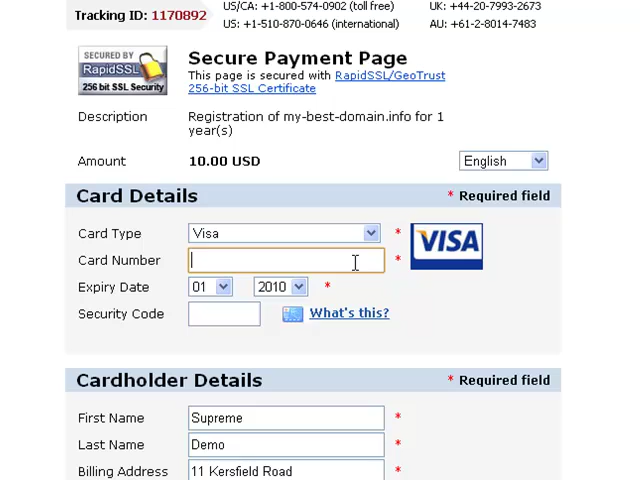 US/CA: +1-800-574-0902 (toll free) UK: +44-20-7993-2673
Tracking ID: 1170892
US: +1-510-870-0646 (international) AU: +61-2-8014-7483
SECURED BY
RapidSSL
256 bit SSL Security
Secure Payment Page
This page is secured with RapidSSL/GeoTrust
256-bit SSL Certificate
Description Registration of my-best-domain.info for 1
year(s)
Amount 10.00 USD English
Card Details * Required field
Card Type Visa * VISA
Card Number *
Expiry Date 01 2010 *
Security Code What's this?
Cardholder Details * Required field
First Name Supreme *
Last Name Demo *
Billing Address 11 Kersfield Road *